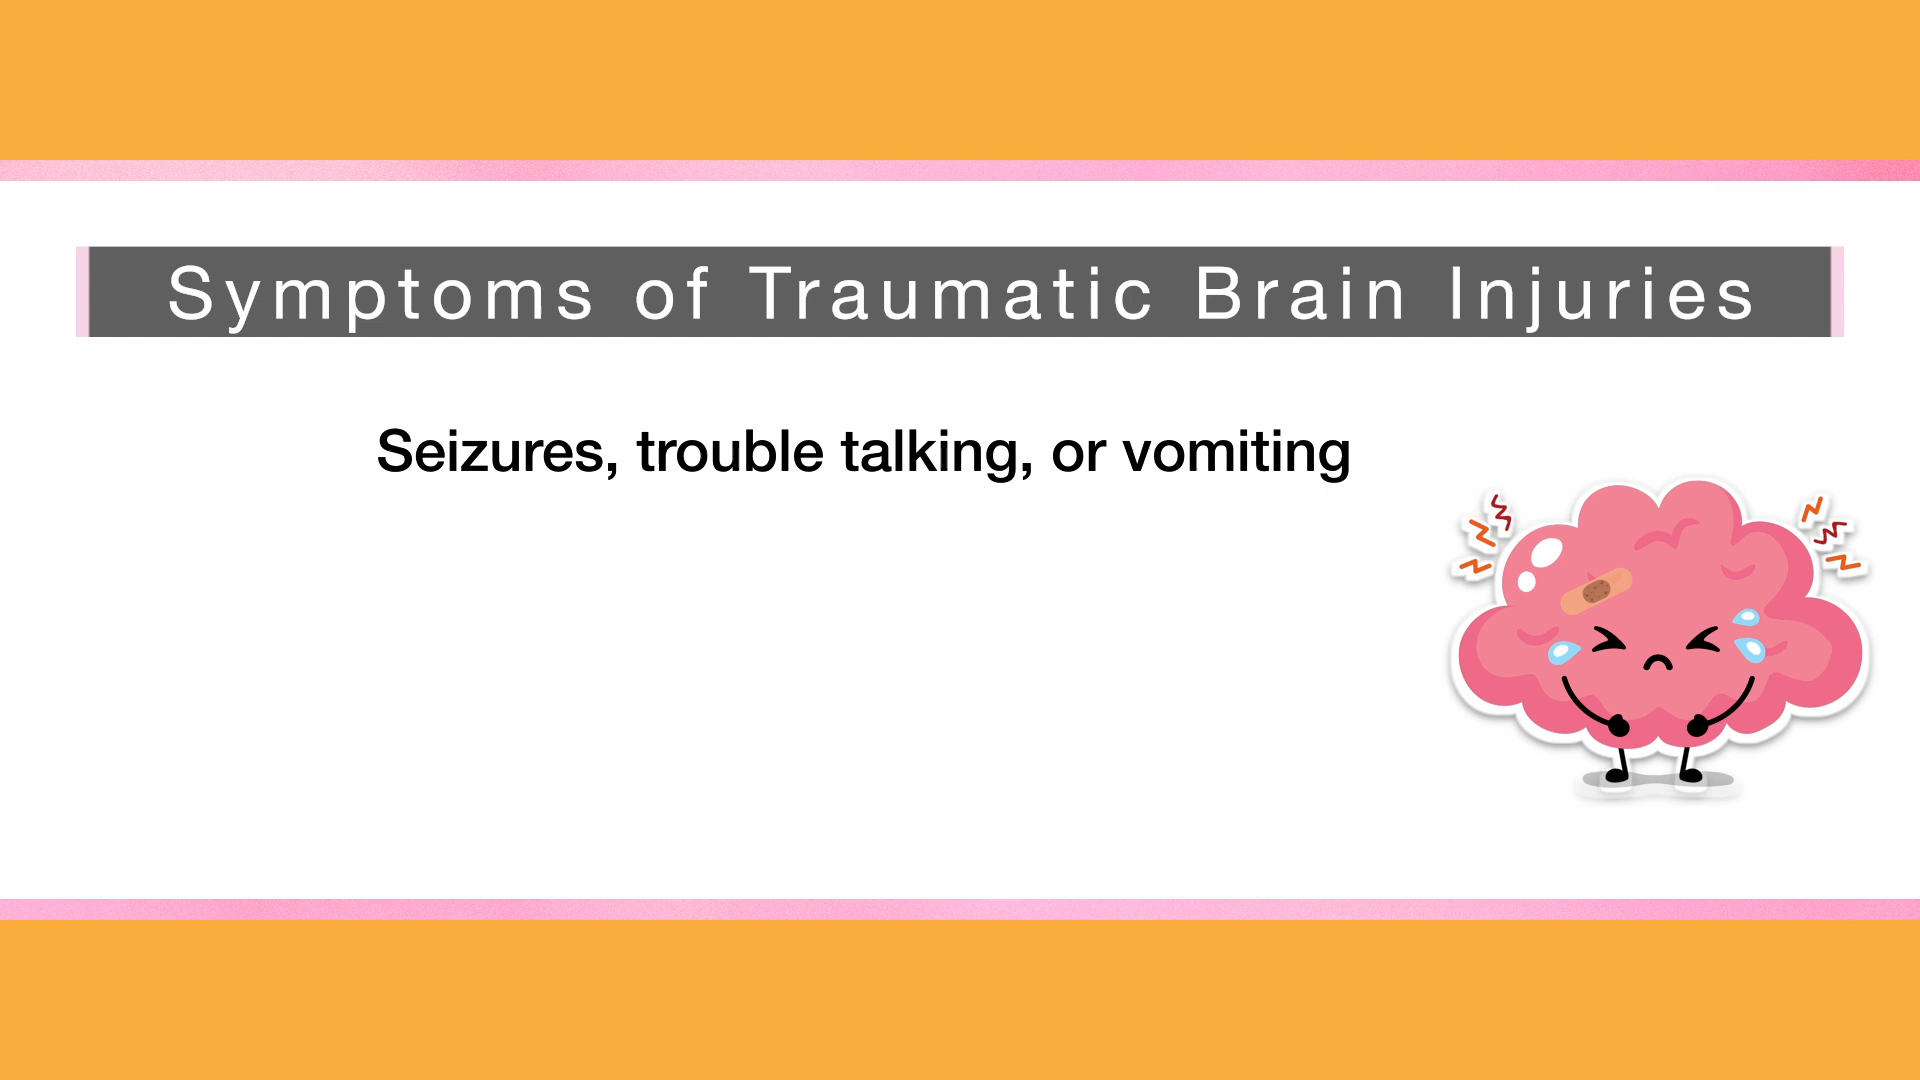 Symptoms of Traumatic Brain Injuries
Seizures, trouble talking, or vomiting